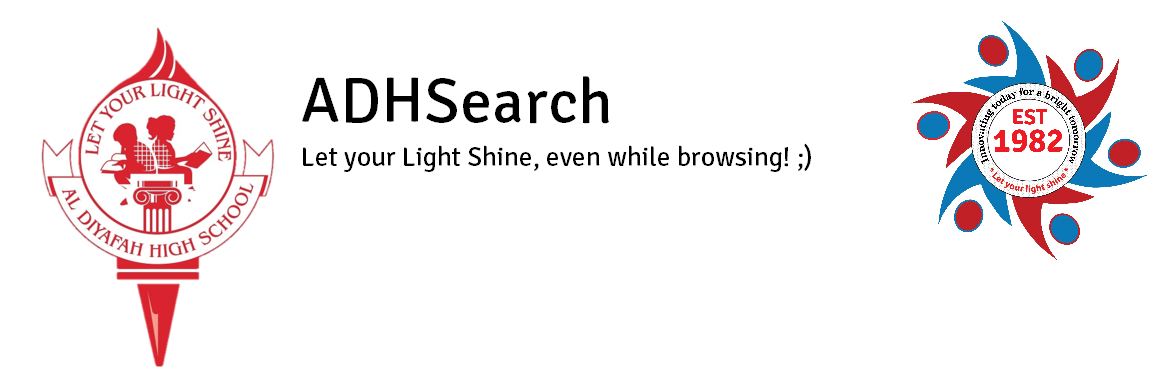 LET YOUR LIGHT SHINE
AL DIYAFAH HIGH SCHOOL
ADHSearch
Let your Light Shine, even while browsing! ;)
Innovating today for a bright tomorrow
EST
1982
* Let your light shine *